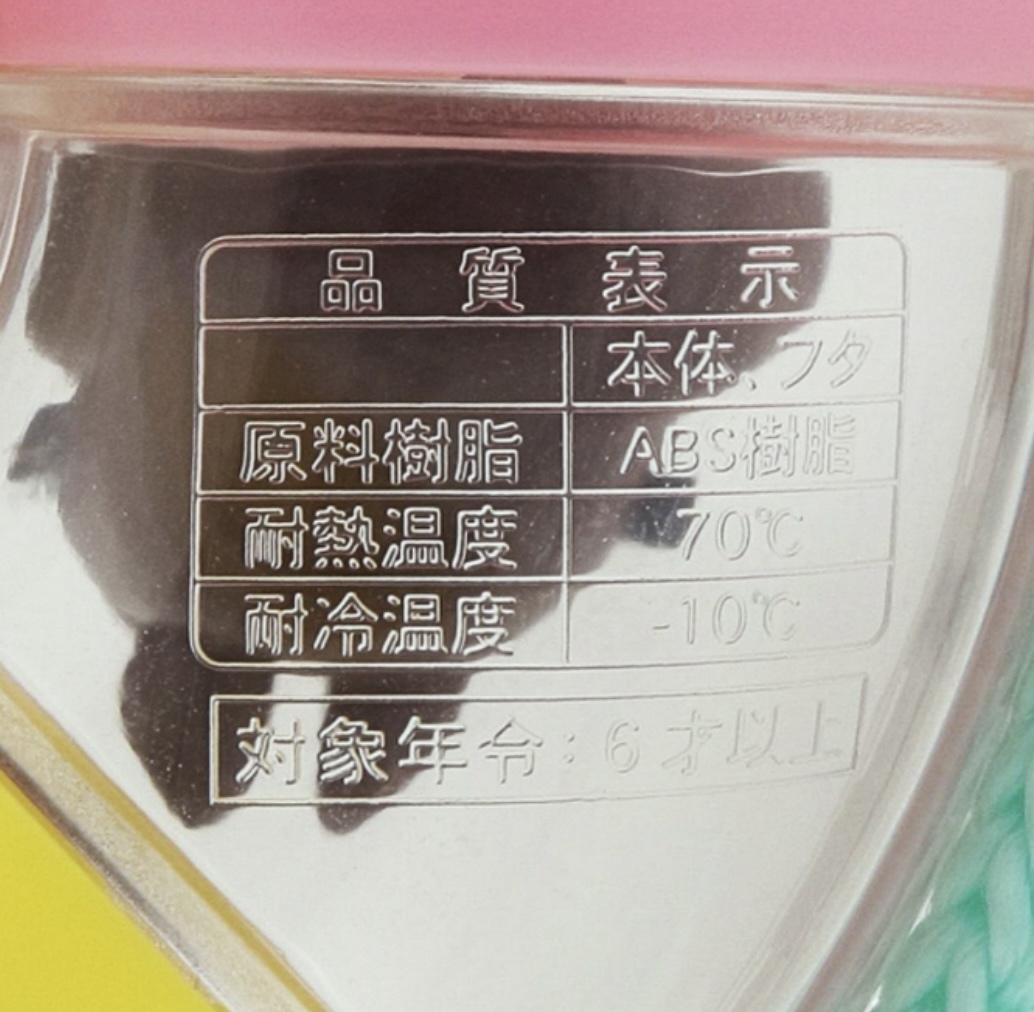 品質表示
本体、フタ
原料樹脂 ABS樹脂
耐熱温度 70℃
耐冷温度 -10℃
対象年令:6才以上